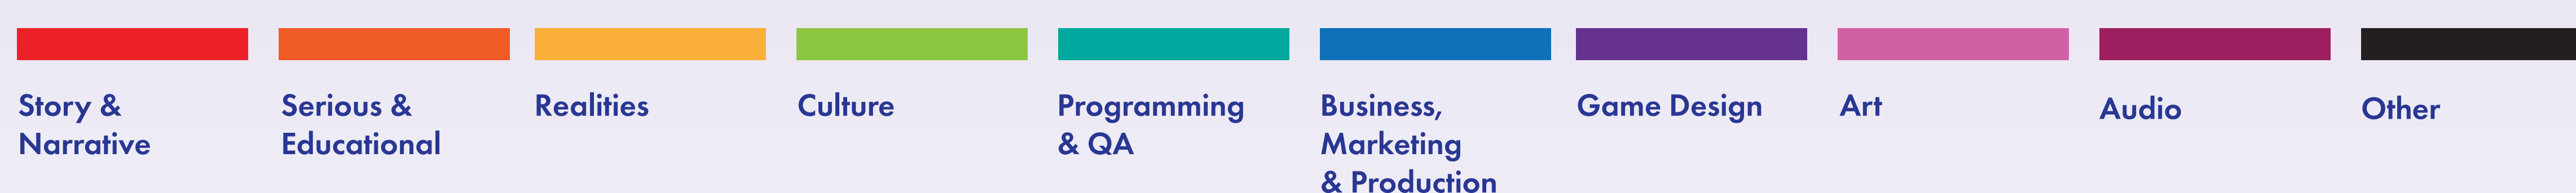 Story &
Narrative
Serious &
Educational
Realities
Culture
Programming
& QA
Business,
Marketing
& Production
Game Design
Art
Audio
Other